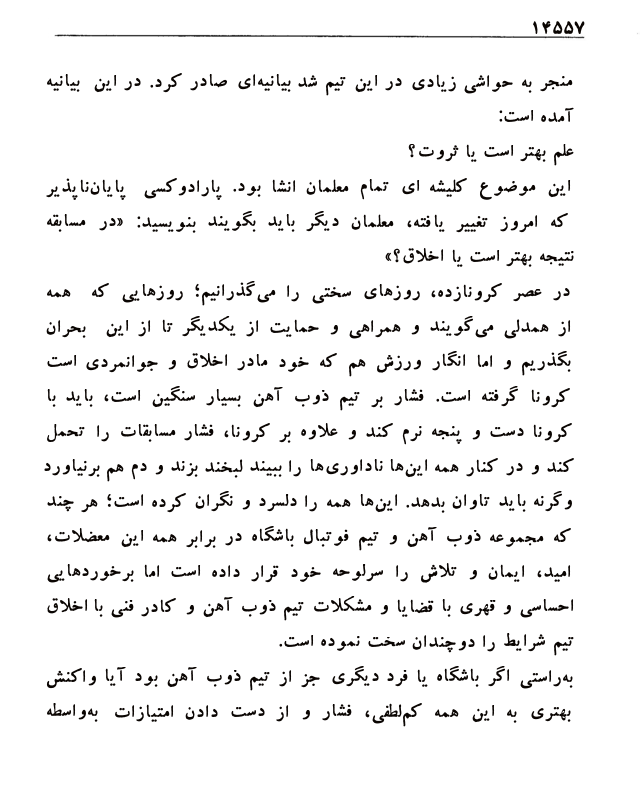 ۱۴۵۵۷
منجر به حواشی زیادی در این تیم شد بیانیه‌ای صادر کرد. در این بیانیه
آمده است:
علم بهتر است یا ثروت؟
این موضوع کلیشه ای تمام معلمان انشا بود. پارادوکسی پایان‌ناپذیر
که امروز تغییر یافته، معلمان دیگر باید بگویند بنویسید: «در مسابقه
نتیجه بهتر است یا اخلاق؟»
در عصر کرونازده، روزهای سختی را می‌گذرانیم؛ روزهایی که همه
از همدلی می‌گویند و همراهی و حمایت از یکدیگر تا از این بحران
بگذریم و اما انگار ورزش هم که خود مادر اخلاق و جوانمردی است
کرونا گرفته است. فشار بر تیم ذوب آهن بسیار سنگین است، باید با
کرونا دست و پنجه نرم کند و علاوه بر کرونا، فشار مسابقات را تحمل
کند و در کنار همه این‌ها ناداوری‌ها را ببیند لبخند بزند و دم هم برنیاورد
وگرنه باید تاوان بدهد. این‌ها همه را دلسرد و نگران کرده است؛ هر چند
که مجموعه ذوب آهن و تیم فوتبال باشگاه در برابر همه این معضلات،
امید، ایمان و تلاش را سرلوحه خود قرار داده است اما برخوردهایی
احساسی و قهری با قضایا و مشکلات تیم ذوب آهن و کادر فنی با اخلاق
تیم شرایط را دوچندان سخت نموده است.
به‌راستی اگر باشگاه یا فرد دیگری جز از تیم ذوب آهن بود آیا واکنش
بهتری به این همه کم‌لطفی، فشار و از دست دادن امتیازات به‌واسطه